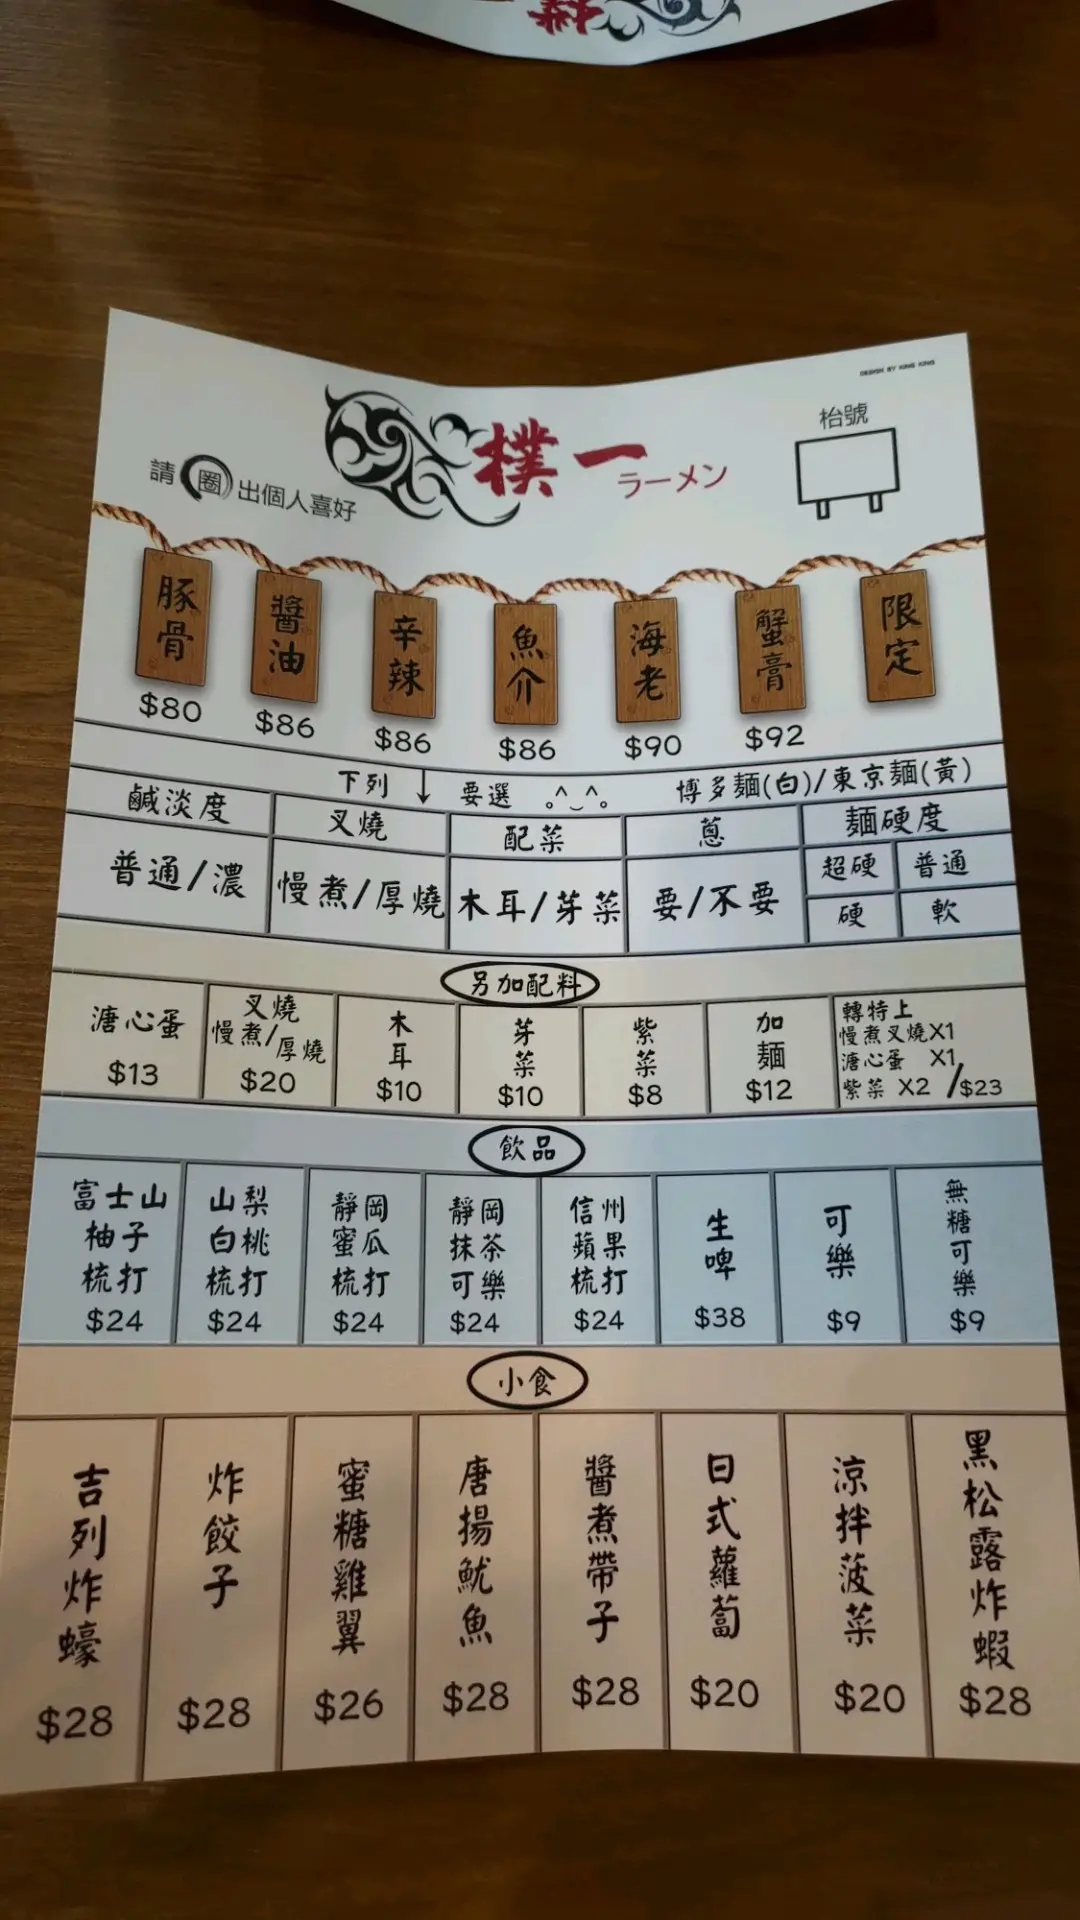 DESIGN BY KING KING
樸一
ラーメン
枱號
請圈出個人喜好
豚骨 醬油 辛辣 魚介 海老 蟹膏 限定
$80 $86 $86 $86 $90 $92
下列↓要選 。^‿^。 博多麵(白)/東京麵(黃)
鹹淡度 叉燒 配菜 蔥 麵硬度
普通/濃 慢煮/厚燒 木耳/芽菜 要/不要 超硬 普通
硬 軟
另加配料
溏心蛋
$13
叉燒
慢煮/厚燒
$20
木耳
$10
芽菜
$10
紫菜
$8
加麵
$12
轉特上
慢煮叉燒X1
溏心蛋 X1
紫菜 X2 /$23
飲品
富士山
柚子
梳打
$24
山梨
白桃
梳打
$24
靜岡
蜜瓜
梳打
$24
靜岡
抹茶
可樂
$24
信州
蘋果
梳打
$24
生啤
$38
可樂
$9
無糖可樂
$9
小食
吉列炸蠔
$28
炸餃子
$28
蜜糖雞翼
$26
唐揚魷魚
$28
醬煮帶子
$28
日式蘿蔔
$20
涼拌菠菜
$20
黑松露炸蝦
$28